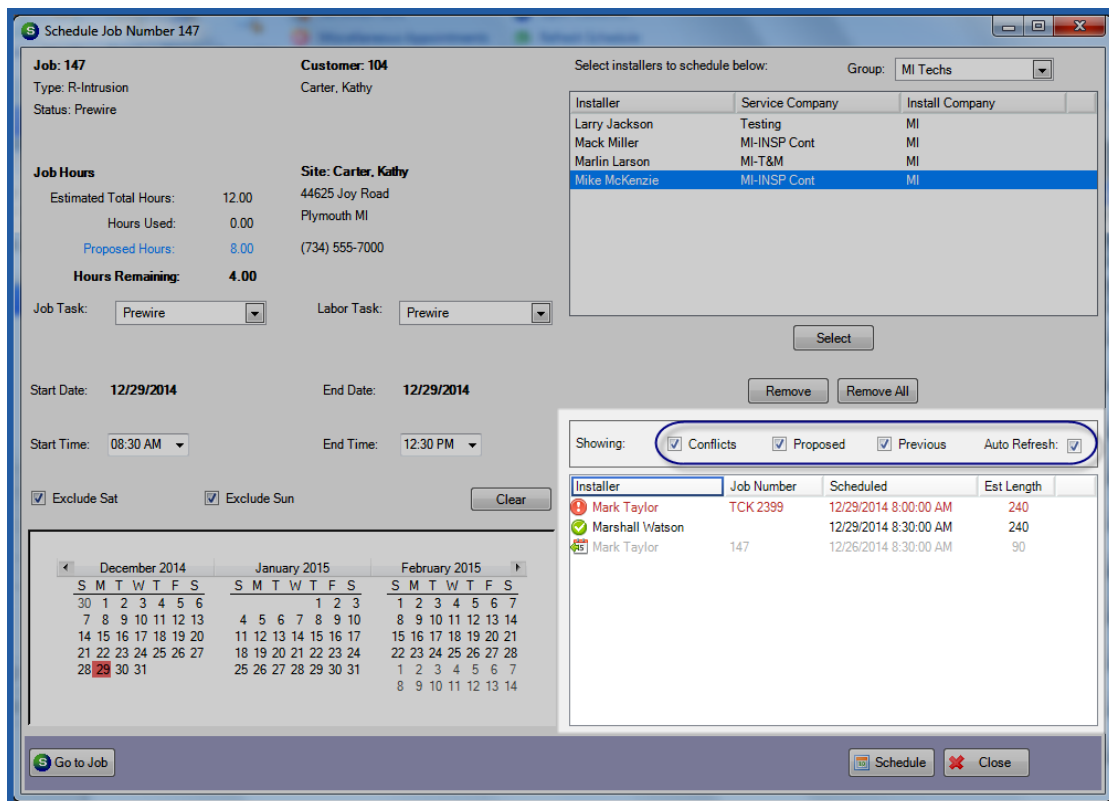 Schedule Job Number 147
Job: 147
Type: R-Intrusion
Status: Prewire
Customer: 104
Carter, Kathy
Job Hours
Estimated Total Hours: 12.00
Hours Used: 0.00
Proposed Hours: 8.00
Hours Remaining: 4.00
Site: Carter, Kathy
44625 Joy Road
Plymouth MI
(734) 555-7000
Job Task: Prewire
Labor Task: Prewire
Start Date: 12/29/2014
End Date: 12/29/2014
Start Time: 08:30 AM
End Time: 12:30 PM
Exclude Sat
Exclude Sun
Clear
December 2014
S M T W T F S
30 1 2 3 4 5 6
7 8 9 10 11 12 13
14 15 16 17 18 19 20
21 22 23 24 25 26 27
28 29 30 31
January 2015
S M T W T F S
1 2 3
4 5 6 7 8 9 10
11 12 13 14 15 16 17
18 19 20 21 22 23 24
25 26 27 28 29 30 31
February 2015
S M T W T F S
1 2 3 4 5 6 7
8 9 10 11 12 13 14
15 16 17 18 19 20 21
22 23 24 25 26 27 28
1 2 3 4 5 6 7
8 9 10 11 12 13 14
Select installers to schedule below:
Group: MI Techs
Installer Service Company Install Company
Larry Jackson Testing MI
Mack Miller MI-INSP Cont MI
Marlin Larson MI-T&M MI
Mike McKenzie MI-INSP Cont MI
Select
Remove Remove All
Showing: Conflicts Proposed Previous Auto Refresh:
Installer Job Number Scheduled Est Length
Mark Taylor TCK 2399 12/29/2014 8:00:00 AM 240
Marshall Watson 12/29/2014 8:30:00 AM 240
Mark Taylor 147 12/26/2014 8:30:00 AM 90
Go to Job
Schedule
Close